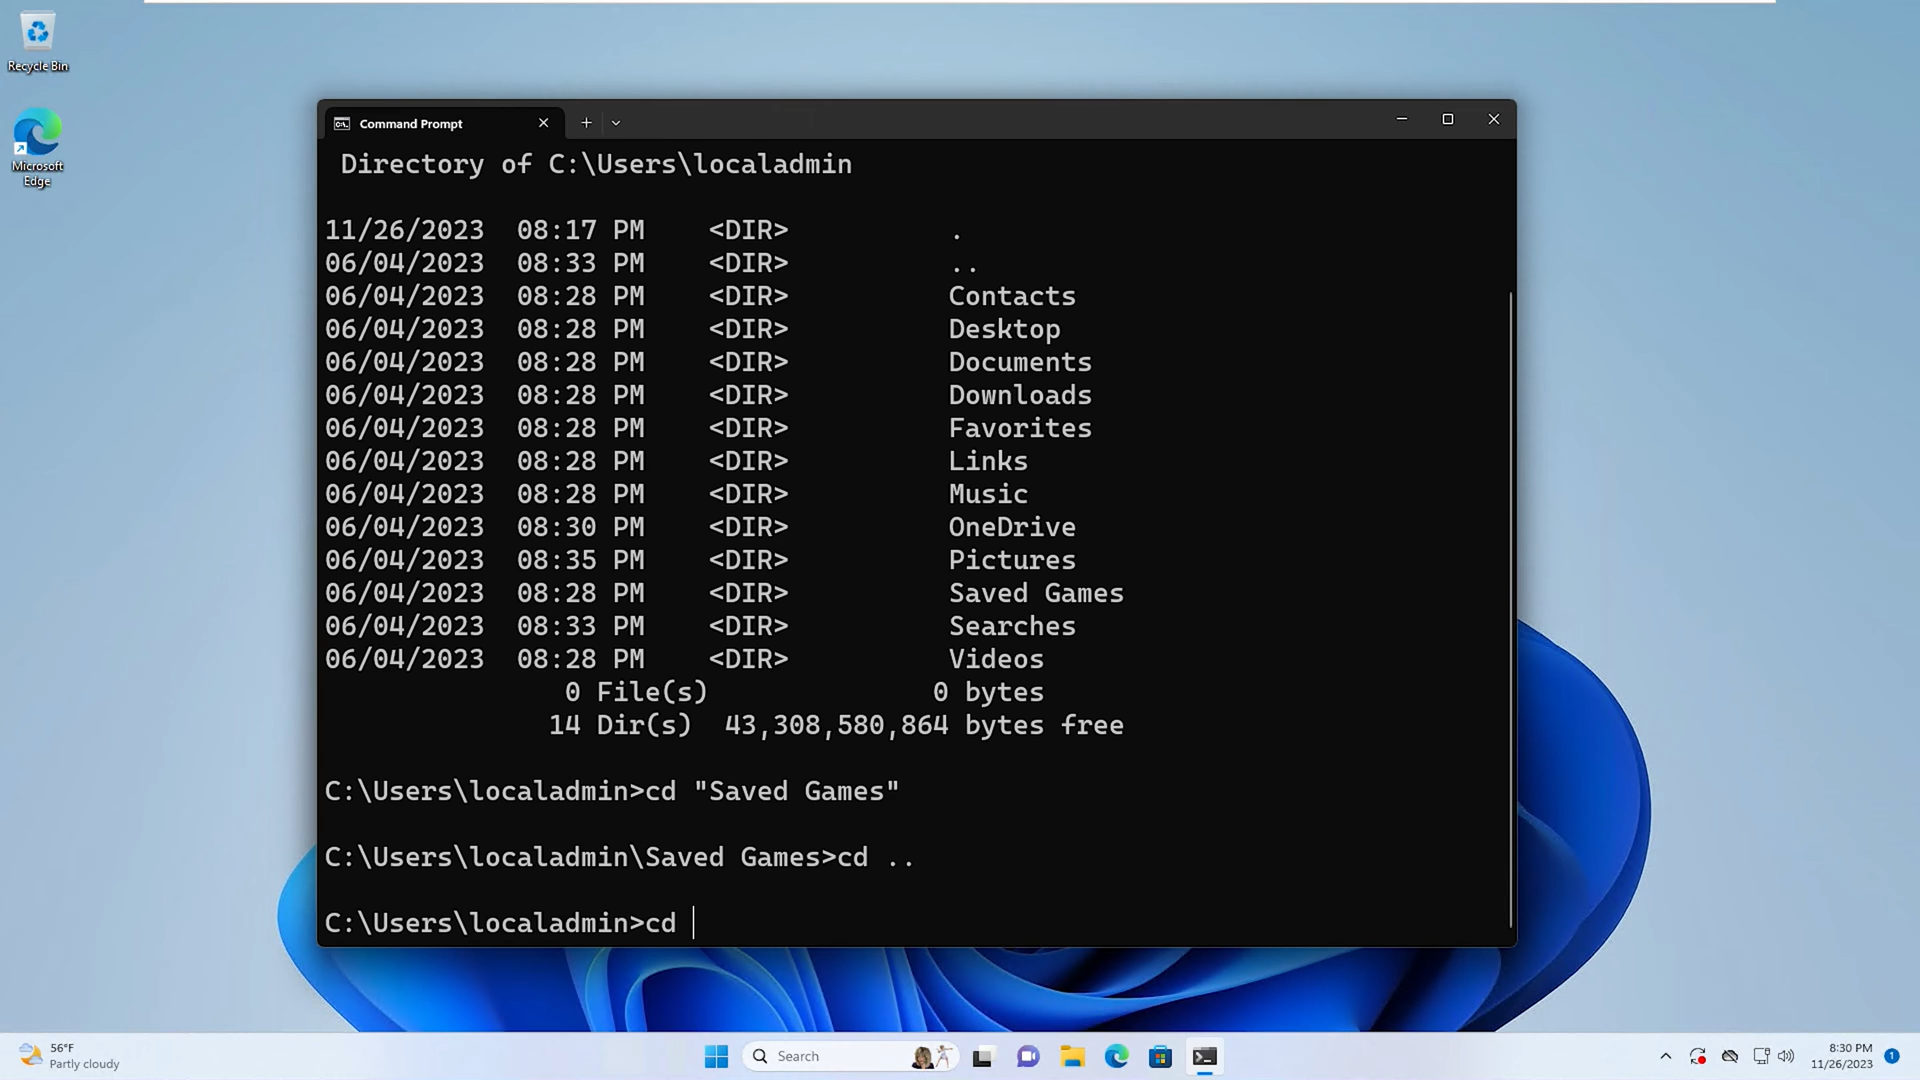 Recycle Bin
Microsoft
Edge
Command Prompt
Directory of C:\Users\localadmin
11/26/2023  08:17 PM    <DIR>          .
06/04/2023  08:33 PM    <DIR>          ..
06/04/2023  08:28 PM    <DIR>          Contacts
06/04/2023  08:28 PM    <DIR>          Desktop
06/04/2023  08:28 PM    <DIR>          Documents
06/04/2023  08:28 PM    <DIR>          Downloads
06/04/2023  08:28 PM    <DIR>          Favorites
06/04/2023  08:28 PM    <DIR>          Links
06/04/2023  08:28 PM    <DIR>          Music
06/04/2023  08:30 PM    <DIR>          OneDrive
06/04/2023  08:35 PM    <DIR>          Pictures
06/04/2023  08:28 PM    <DIR>          Saved Games
06/04/2023  08:33 PM    <DIR>          Searches
06/04/2023  08:28 PM    <DIR>          Videos
0 File(s)              0 bytes
14 Dir(s)  43,308,580,864 bytes free
C:\Users\localadmin>cd "Saved Games"
C:\Users\localadmin\Saved Games>cd ..
C:\Users\localadmin>cd
56°F
Partly cloudy
Search
8:30 PM
11/26/2023
1